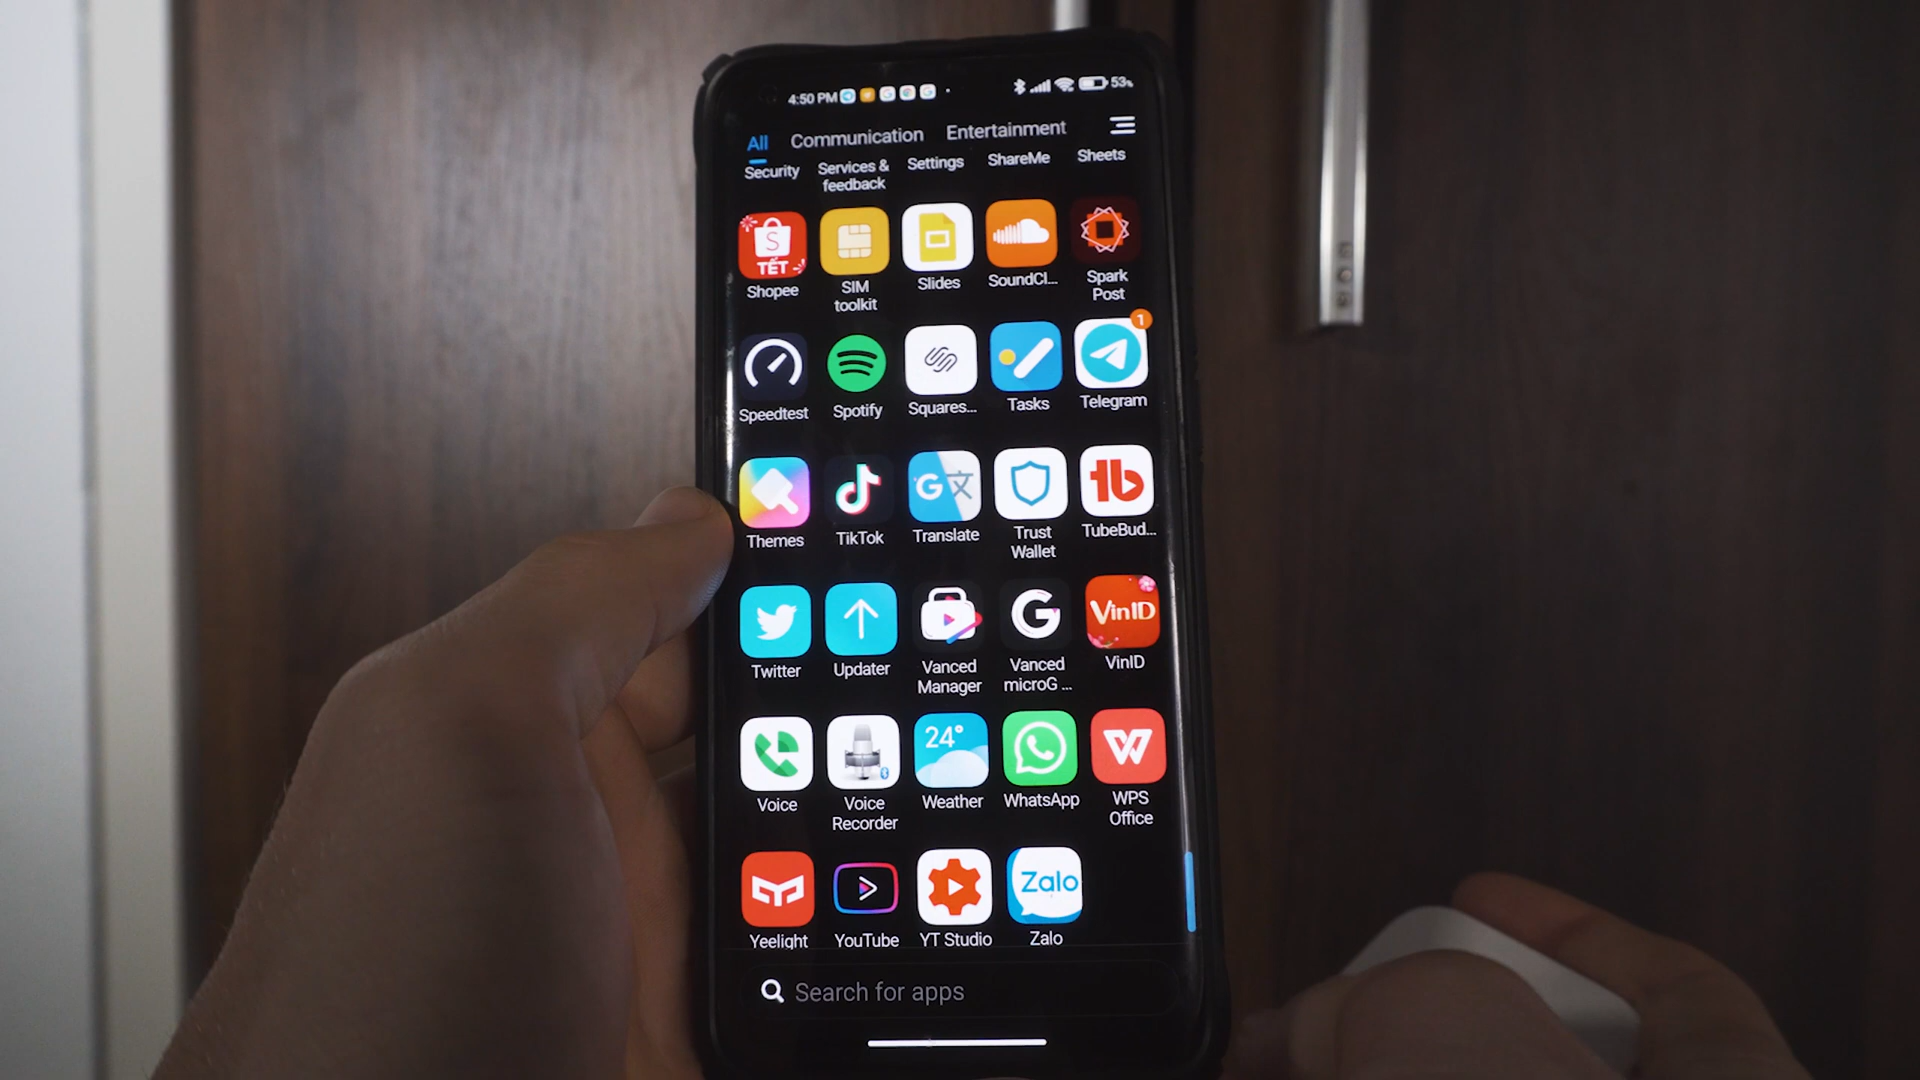 4:50 PM 53%
All Communication Entertainment
Security Services & feedback Settings ShareMe Sheets
S
TẾT
Shopee SIM toolkit Slides SoundCl... Spark Post
1
Speedtest Spotify Squares... Tasks Telegram
G 文 tb
Themes TikTok Translate Trust Wallet TubeBud...
G VinID
Twitter Updater Vanced Manager Vanced microG ... VinID
24° W
Voice Voice Recorder Weather WhatsApp WPS Office
Zalo
Yeelight YouTube YT Studio Zalo
Search for apps